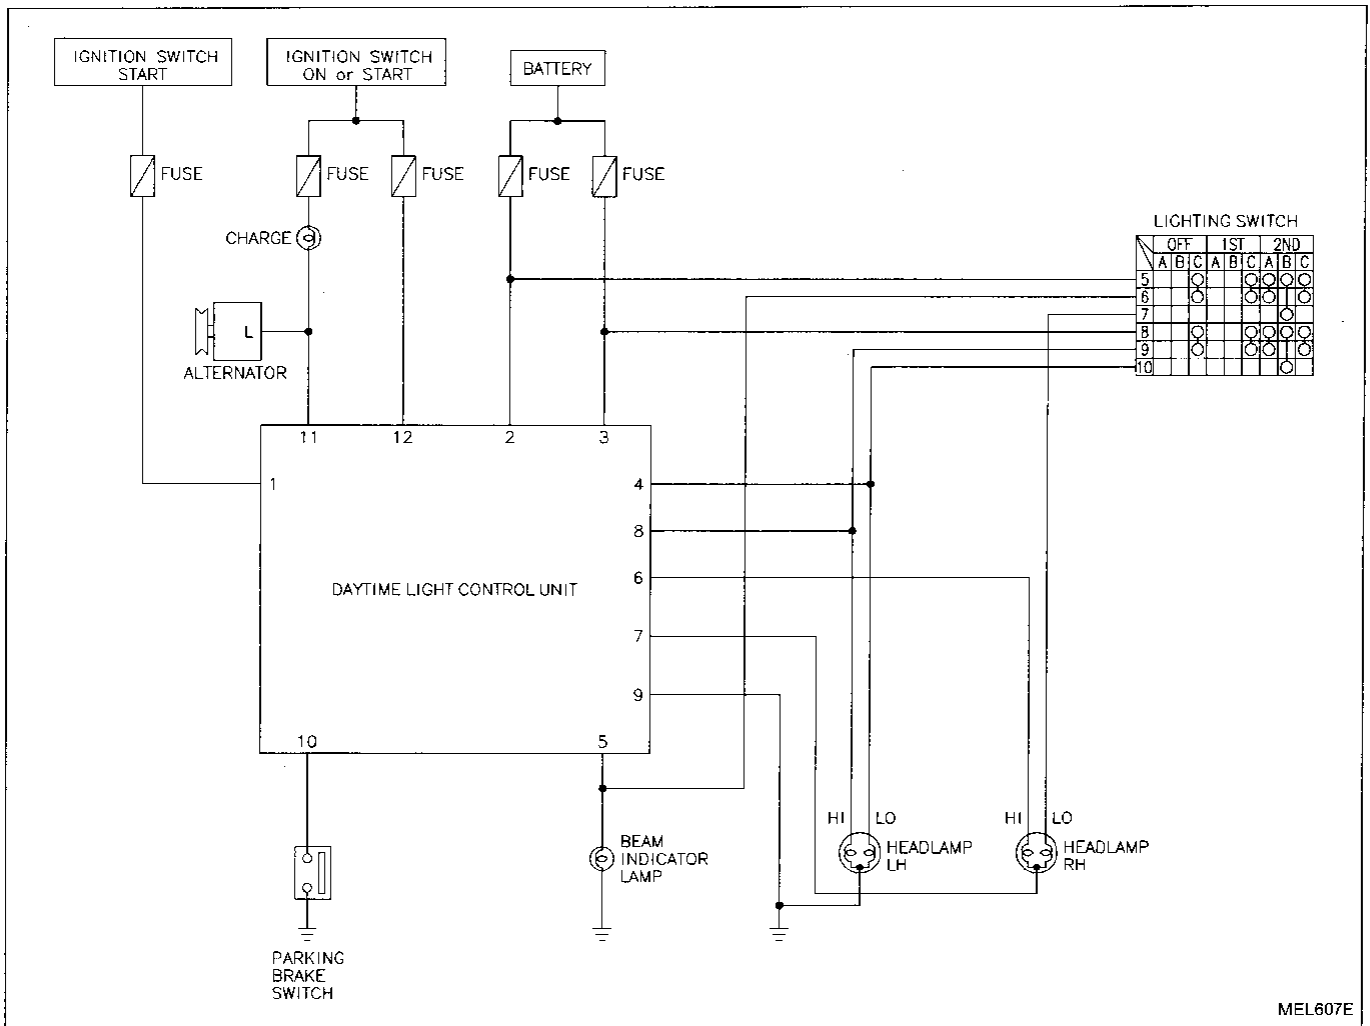 IGNITION SWITCH
START
IGNITION SWITCH
ON or START
BATTERY
FUSE
FUSE
FUSE
FUSE
FUSE
CHARGE
L
ALTERNATOR
LIGHTING SWITCH
OFF 1ST 2ND
A B C A B C A B C
5
6
7
8
9
10
11 12 2 3
1
4
8
6
7
9
DAYTIME LIGHT CONTROL UNIT
10 5
HI LO
HEADLAMP
LH
HI LO
HEADLAMP
RH
BEAM
INDICATOR
LAMP
PARKING
BRAKE
SWITCH
MEL607E